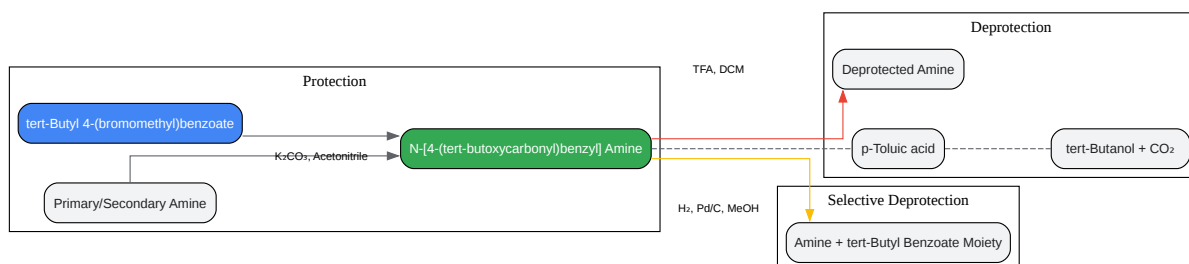 Protection
tert-Butyl 4-(bromomethyl)benzoate
K₂CO₃, Acetonitrile
Primary/Secondary Amine
N-[4-(tert-butoxycarbonyl)benzyl] Amine
TFA, DCM
H₂, Pd/C, MeOH
Deprotection
Deprotected Amine
p-Toluic acid
tert-Butanol + CO₂
Selective Deprotection
Amine + tert-Butyl Benzoate Moiety